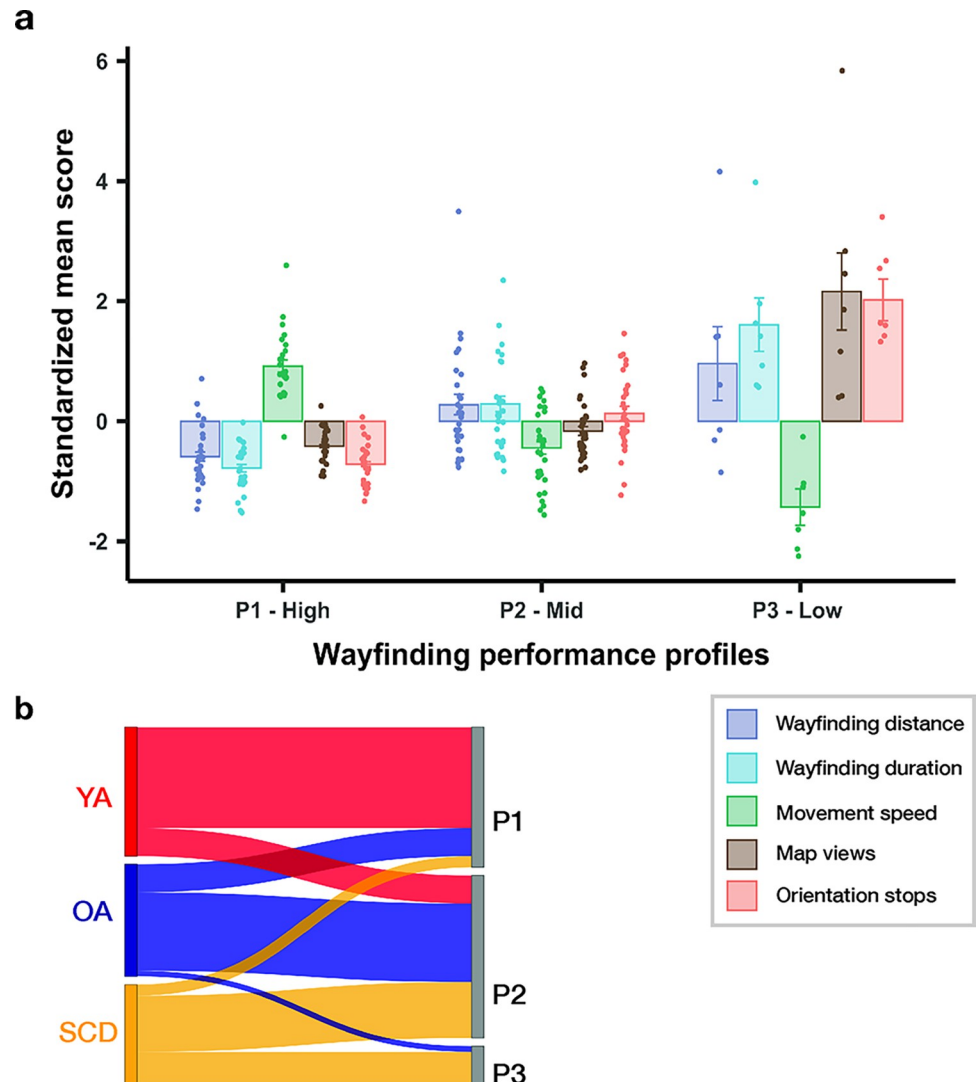 a
6
4
2
0
-2
Standardized mean score
P1 - High
P2 - Mid
P3 - Low
Wayfinding performance profiles
b
YA
OA
SCD
P1
P2
P3
Wayfinding distance
Wayfinding duration
Movement speed
Map views
Orientation stops